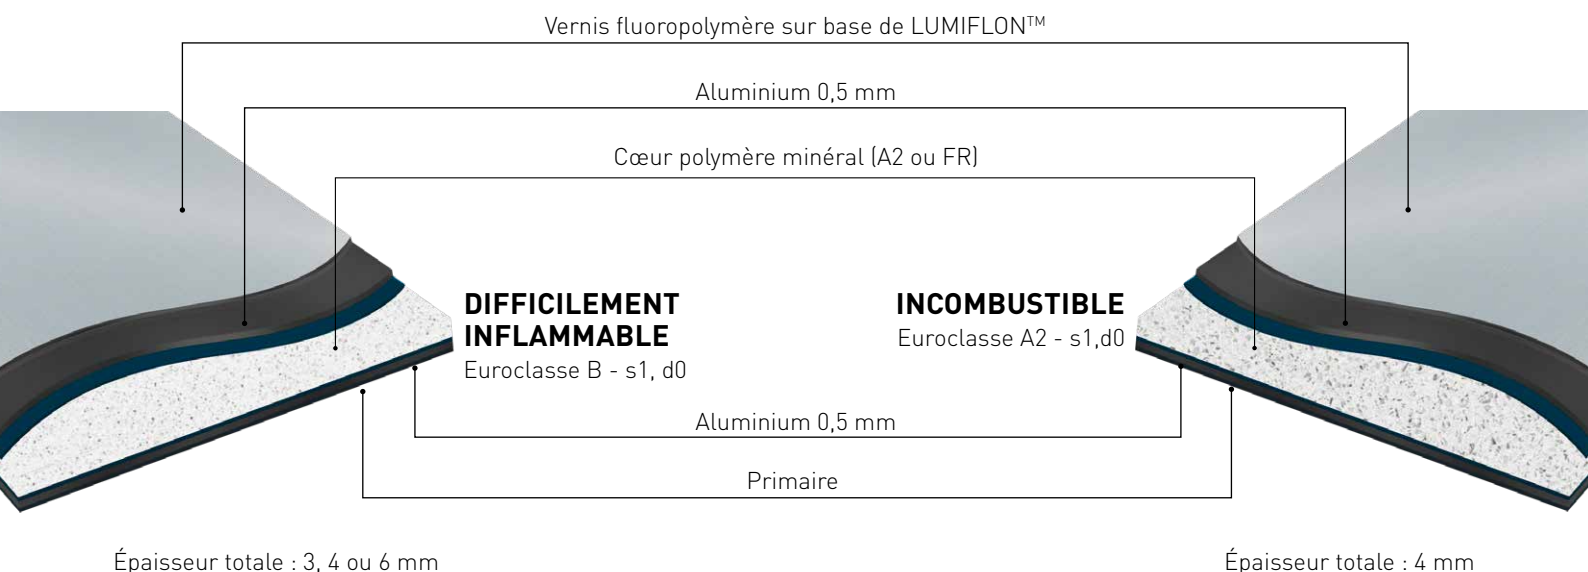 Vernis fluoropolymère sur base de LUMIFLON™
Aluminium 0,5 mm
Cœur polymère minéral (A2 ou FR)
DIFFICILEMENT
INFLAMMABLE
Euroclasse B - s1, d0
INCOMBUSTIBLE
Euroclasse A2 - s1,d0
Aluminium 0,5 mm
Primaire
Épaisseur totale : 3, 4 ou 6 mm
Épaisseur totale : 4 mm